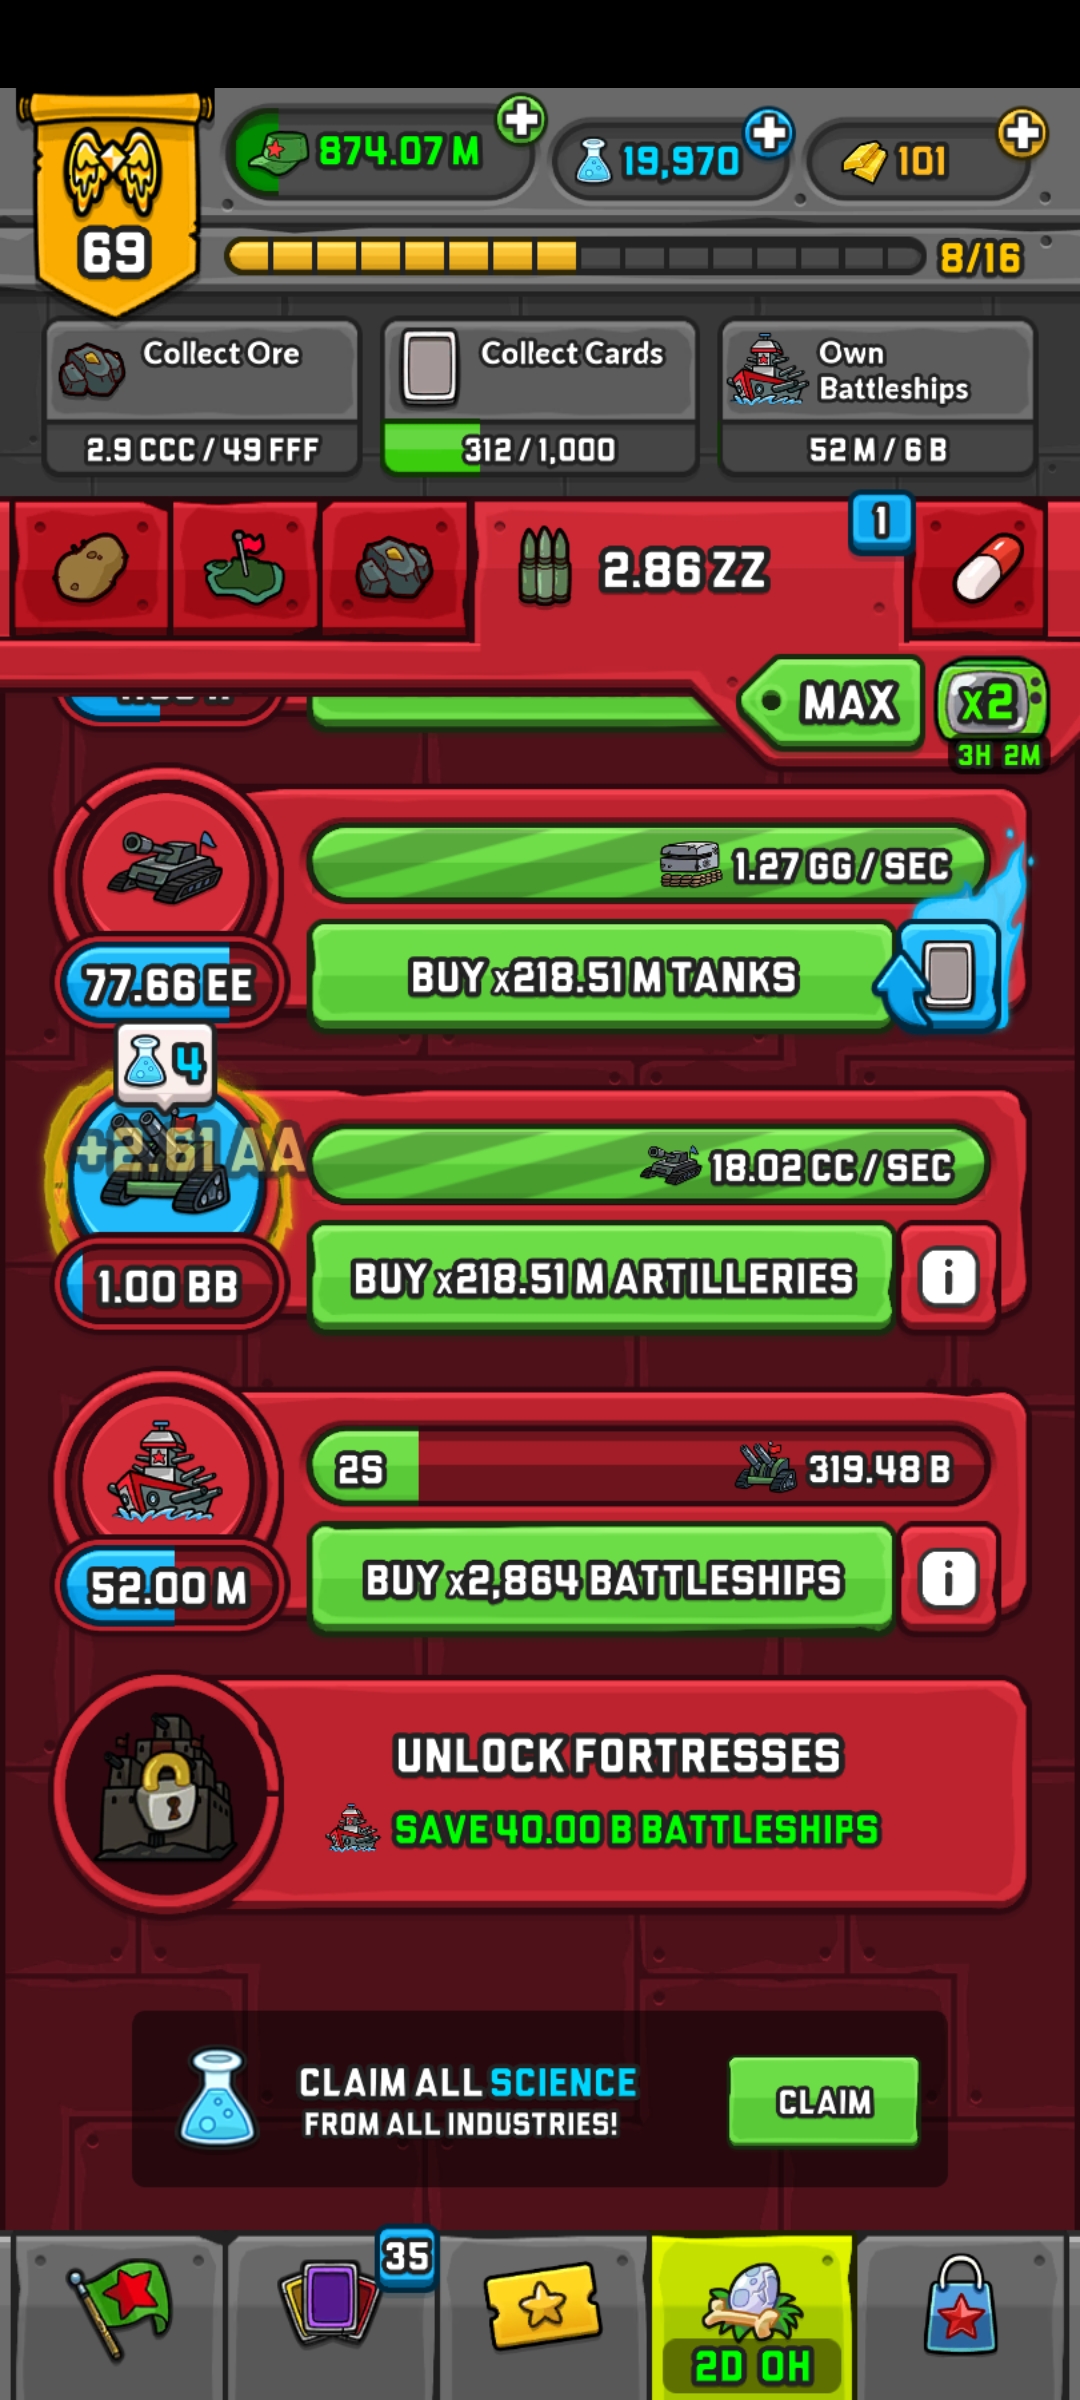 69
874.07 M
19,970
101
8/16
Collect Ore
2.9 CCC / 49 FFF
Collect Cards
312 / 1,000
Own
Battleships
52 M / 6 B
2.86 ZZ
1
MAX
x2
3H 2M
1.27 GG / SEC
77.66 EE
BUY x218.51 M TANKS
4
+2.61 AA
18.02 CC / SEC
1.00 BB
BUY x218.51 M ARTILLERIES
i
2S
319.48 B
52.00 M
BUY x2,864 BATTLESHIPS
i
UNLOCK FORTRESSES
SAVE 40.00 B BATTLESHIPS
CLAIM ALL SCIENCE
FROM ALL INDUSTRIES!
CLAIM
35
2D 0H